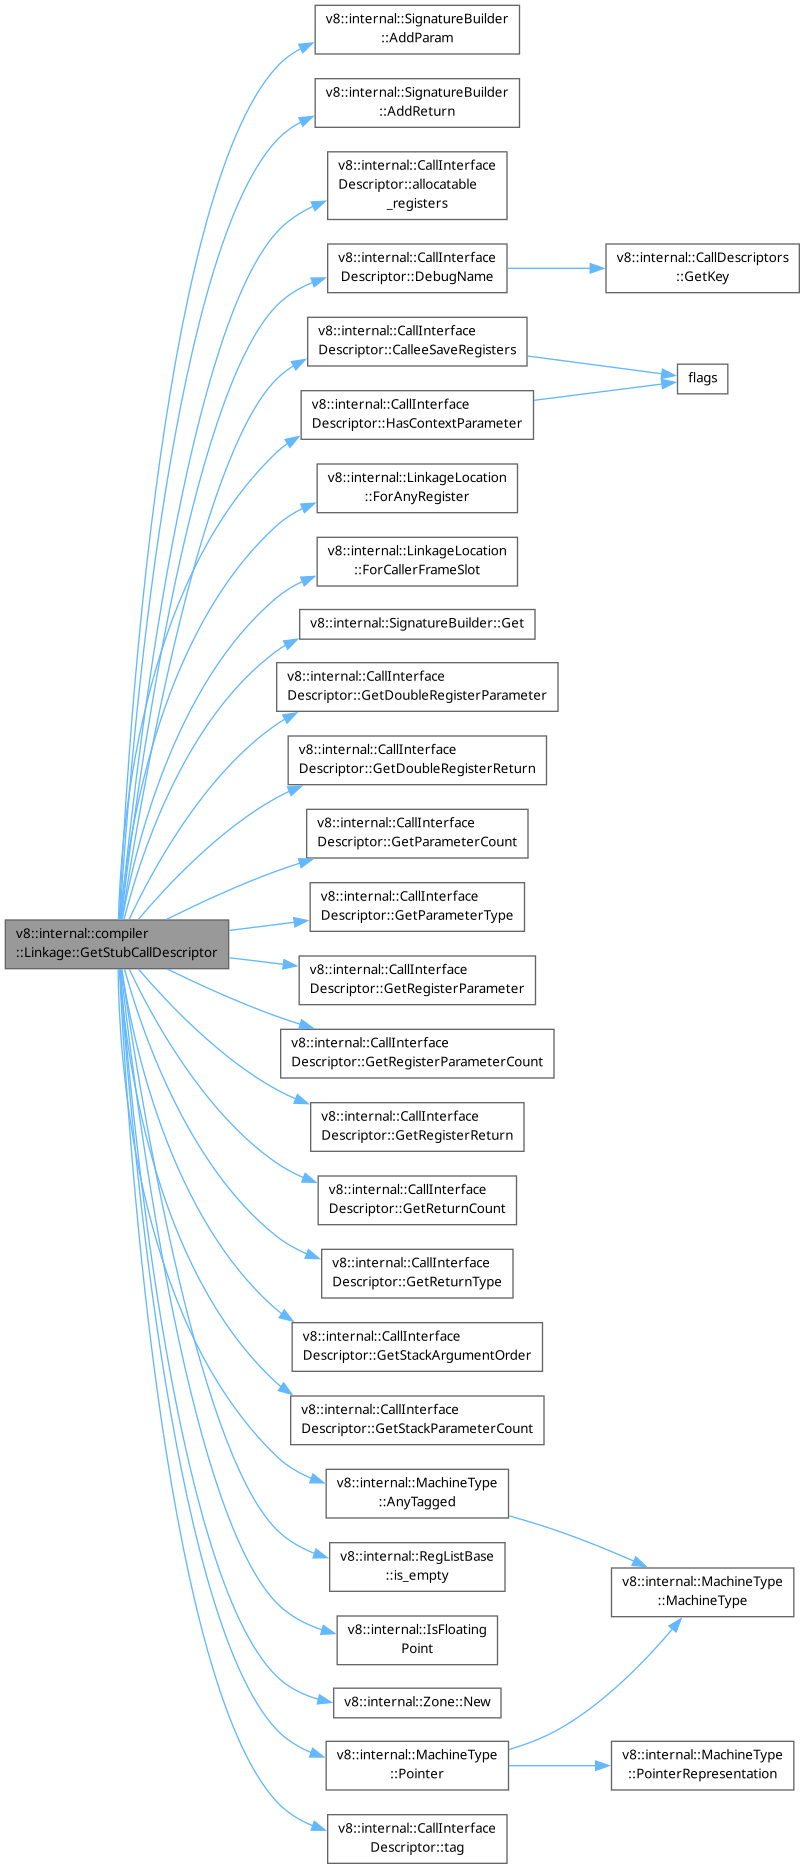 v8::internal::SignatureBuilder
::AddParam
v8::internal::SignatureBuilder
::AddReturn
v8::internal::CallInterface
Descriptor::allocatable
_registers
v8::internal::CallInterface
Descriptor::DebugName
v8::internal::CallDescriptors
::GetKey
v8::internal::CallInterface
Descriptor::CalleeSaveRegisters
flags
v8::internal::CallInterface
Descriptor::HasContextParameter
v8::internal::LinkageLocation
::ForAnyRegister
v8::internal::LinkageLocation
::ForCallerFrameSlot
v8::internal::SignatureBuilder::Get
v8::internal::CallInterface
Descriptor::GetDoubleRegisterParameter
v8::internal::CallInterface
Descriptor::GetDoubleRegisterReturn
v8::internal::CallInterface
Descriptor::GetParameterCount
v8::internal::CallInterface
Descriptor::GetParameterType
v8::internal::compiler
::Linkage::GetStubCallDescriptor
v8::internal::CallInterface
Descriptor::GetRegisterParameter
v8::internal::CallInterface
Descriptor::GetRegisterParameterCount
v8::internal::CallInterface
Descriptor::GetRegisterReturn
v8::internal::CallInterface
Descriptor::GetReturnCount
v8::internal::CallInterface
Descriptor::GetReturnType
v8::internal::CallInterface
Descriptor::GetStackArgumentOrder
v8::internal::CallInterface
Descriptor::GetStackParameterCount
v8::internal::MachineType
::AnyTagged
v8::internal::RegListBase
::is_empty
v8::internal::MachineType
::MachineType
v8::internal::IsFloating
Point
v8::internal::Zone::New
v8::internal::MachineType
::Pointer
v8::internal::MachineType
::PointerRepresentation
v8::internal::CallInterface
Descriptor::tag